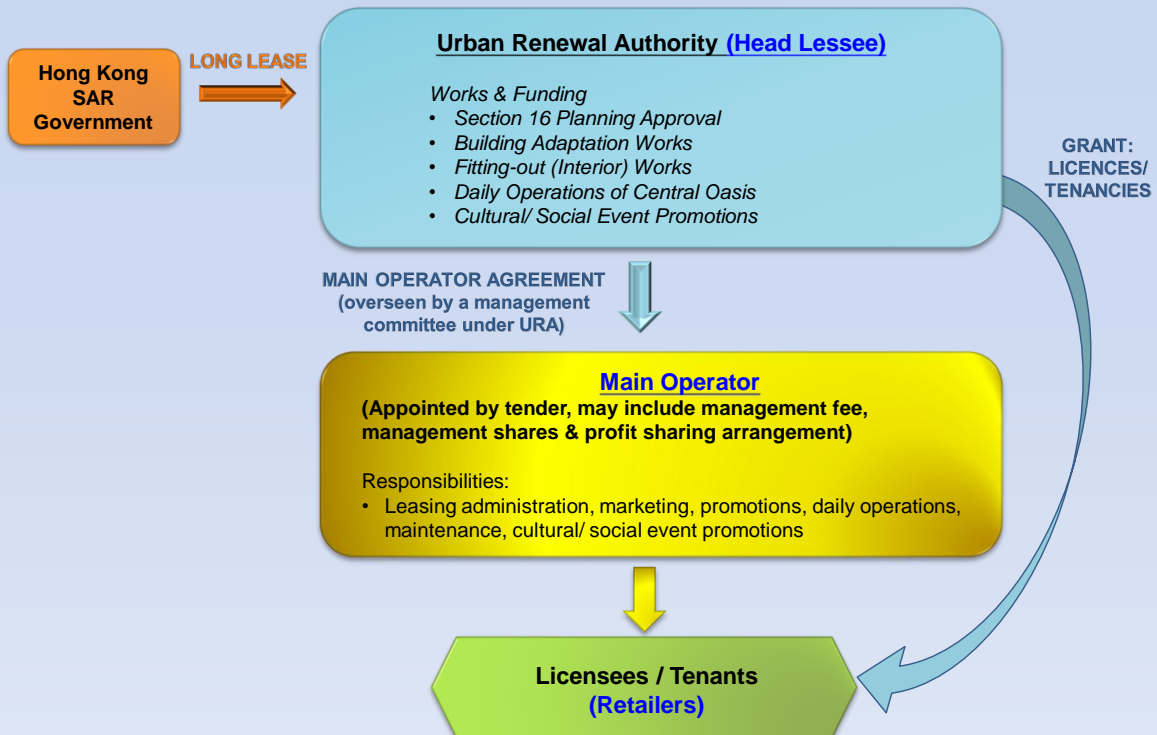 Urban Renewal Authority (Head Lessee)
Hong Kong
SAR
Government
LONG LEASE
Works & Funding
• Section 16 Planning Approval
• Building Adaptation Works
• Fitting-out (Interior) Works
• Daily Operations of Central Oasis
• Cultural/ Social Event Promotions
GRANT:
LICENCES/
TENANCIES
MAIN OPERATOR AGREEMENT
(overseen by a management
committee under URA)
Main Operator
(Appointed by tender, may include management fee,
management shares & profit sharing arrangement)
Responsibilities:
• Leasing administration, marketing, promotions, daily operations,
maintenance, cultural/ social event promotions
Licensees / Tenants
(Retailers)